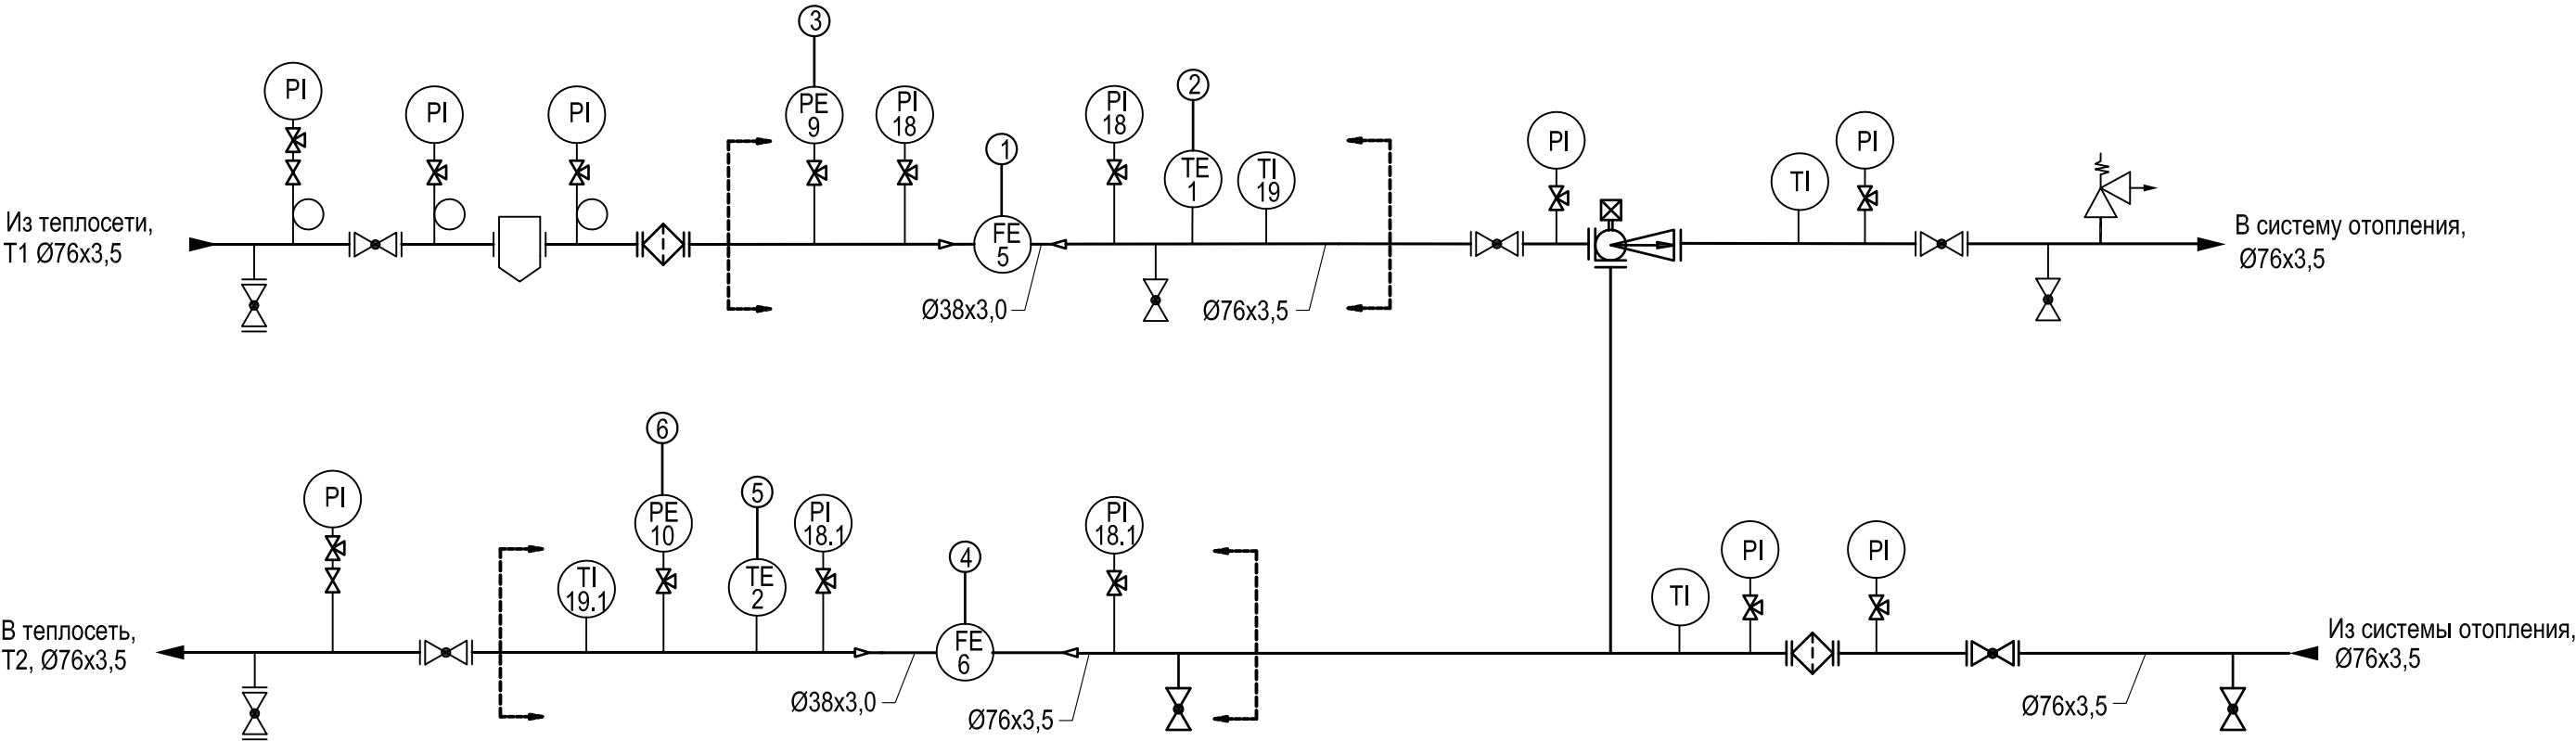 3
PI
PI
PI
PE
9
PI
18
PI
18
2
1
TE
1
TI
19
PI
TI
PI
Из теплосети,
T1 Ø76x3,5
FE
5
В систему отопления,
Ø76x3,5
Ø38x3,0
Ø76x3,5
6
5
PI
PE
10
PI
18.1
PI
18.1
4
TI
19.1
TE
2
PI
PI
TI
В теплосеть,
T2, Ø76x3,5
FE
6
Из системы отопления,
Ø76x3,5
Ø38x3,0
Ø76x3,5
Ø76x3,5